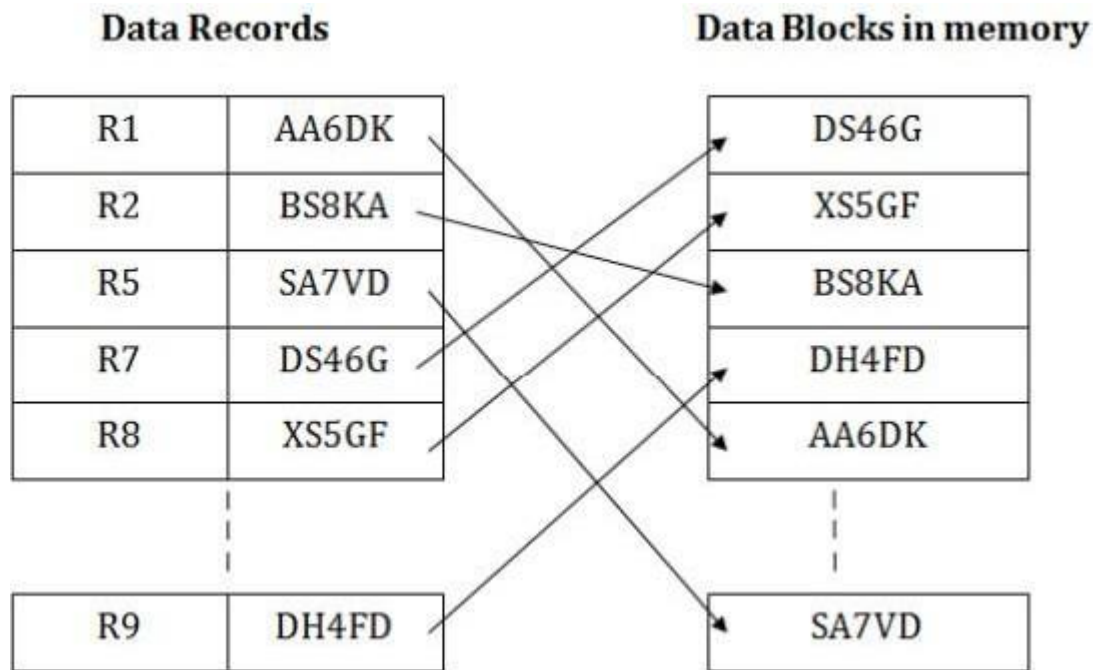 Data Records Data Blocks in memory
R1 AA6DK DS46G
R2 BS8KA XS5GF
R5 SA7VD BS8KA
R7 DS46G DH4FD
R8 XS5GF AA6DK
R9 DH4FD SA7VD